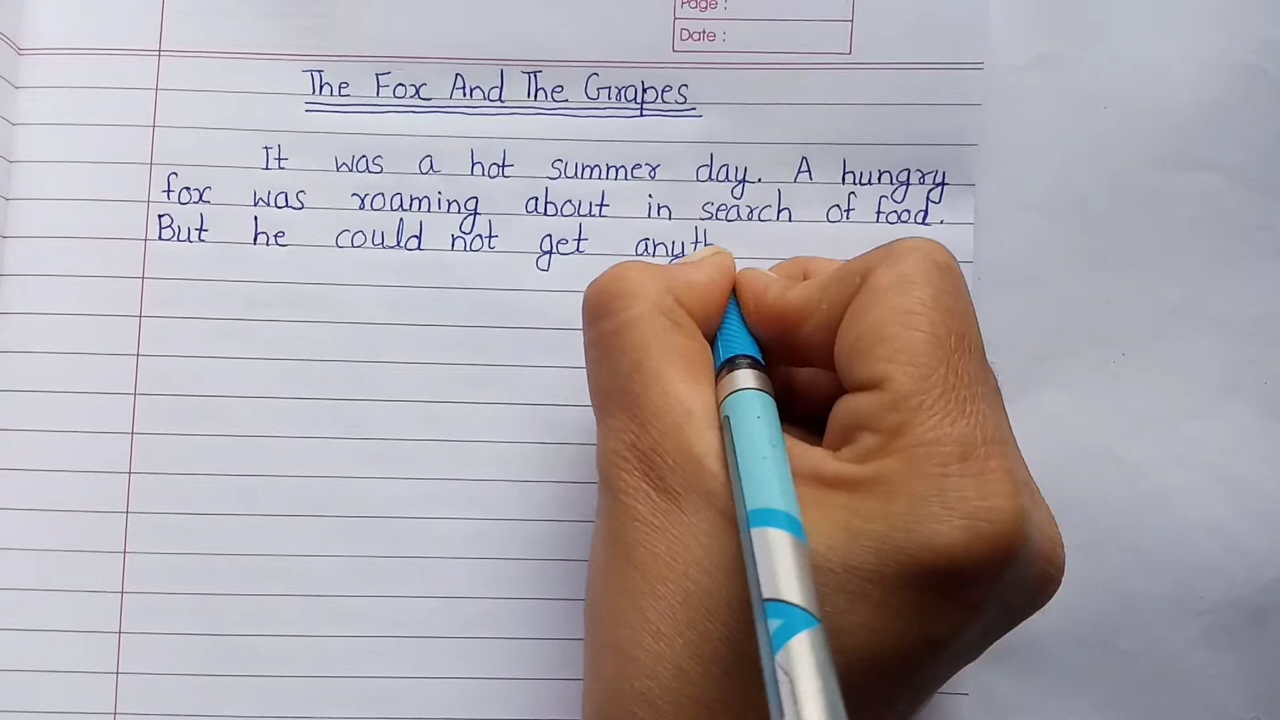 Page :
Date :
The Fox And The Grapes
It was a hot summer day. A hungry
fox was roaming about in search of food.
But he could not get anyth